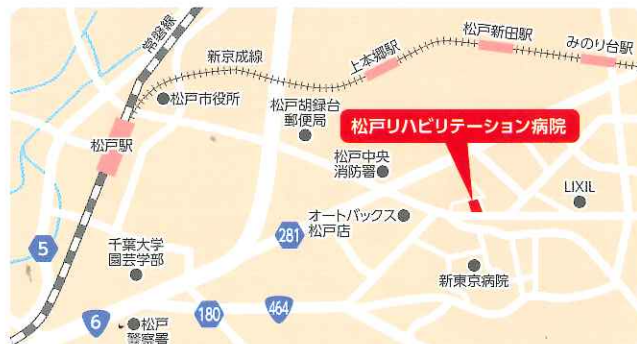 常磐線
新京成線
上本郷駅
松戸新田駅
みのり台駅
松戸市役所
松戸胡録台
郵便局
松戸リハビリテーション病院
松戸駅
松戸中央
消防署
LIXIL
オートバックス
松戸店
5
千葉大学
園芸学部
281
新東京病院
6
180
464
松戸
警察署